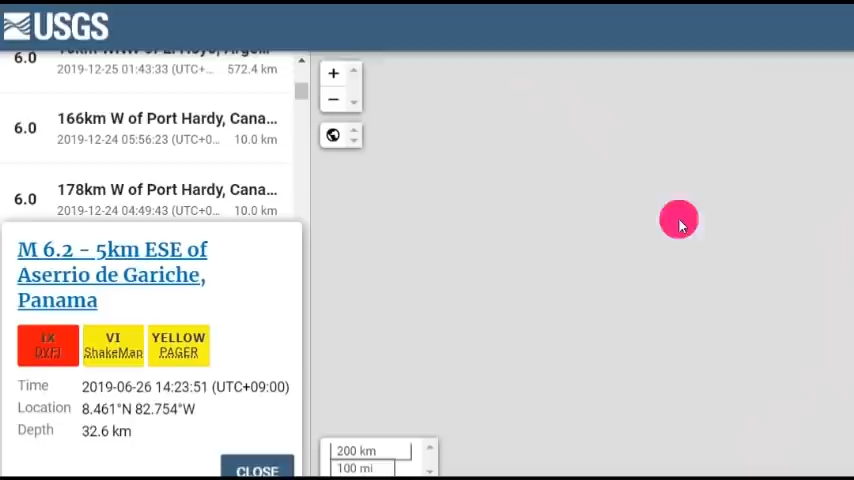 USGS
6.0
2019-12-25 01:43:33 (UTC+... 572.4 km
6.0 166km W of Port Hardy, Cana...
2019-12-24 05:56:23 (UTC+0... 10.0 km
6.0 178km W of Port Hardy, Cana...
2019-12-24 04:49:43 (UTC+0... 10.0 km
M 6.2 - 5km ESE of
Aserrio de Gariche,
Panama
IX VI YELLOW
DYFI ShakeMap PAGER
Time 2019-06-26 14:23:51 (UTC+09:00)
Location 8.461°N 82.754°W
Depth 32.6 km
CLOSE
+
−
200 km
100 mi